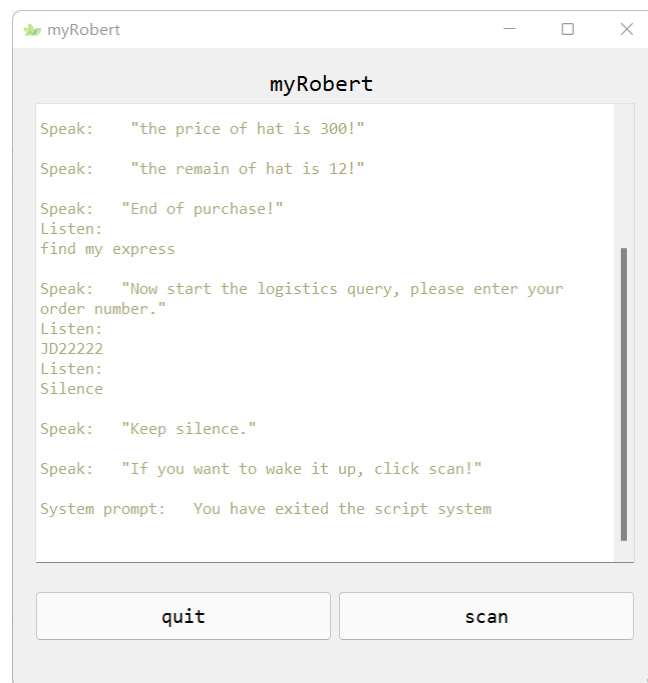 myRobert
myRobert
Speak:    "the price of hat is 300!"
Speak:    "the remain of hat is 12!"
Speak:   "End of purchase!"
Listen:
find my express
Speak:   "Now start the logistics query, please enter your
order number."
Listen:
JD22222
Listen:
Silence
Speak:   "Keep silence."
Speak:   "If you want to wake it up, click scan!"
System prompt:   You have exited the script system
quit
scan